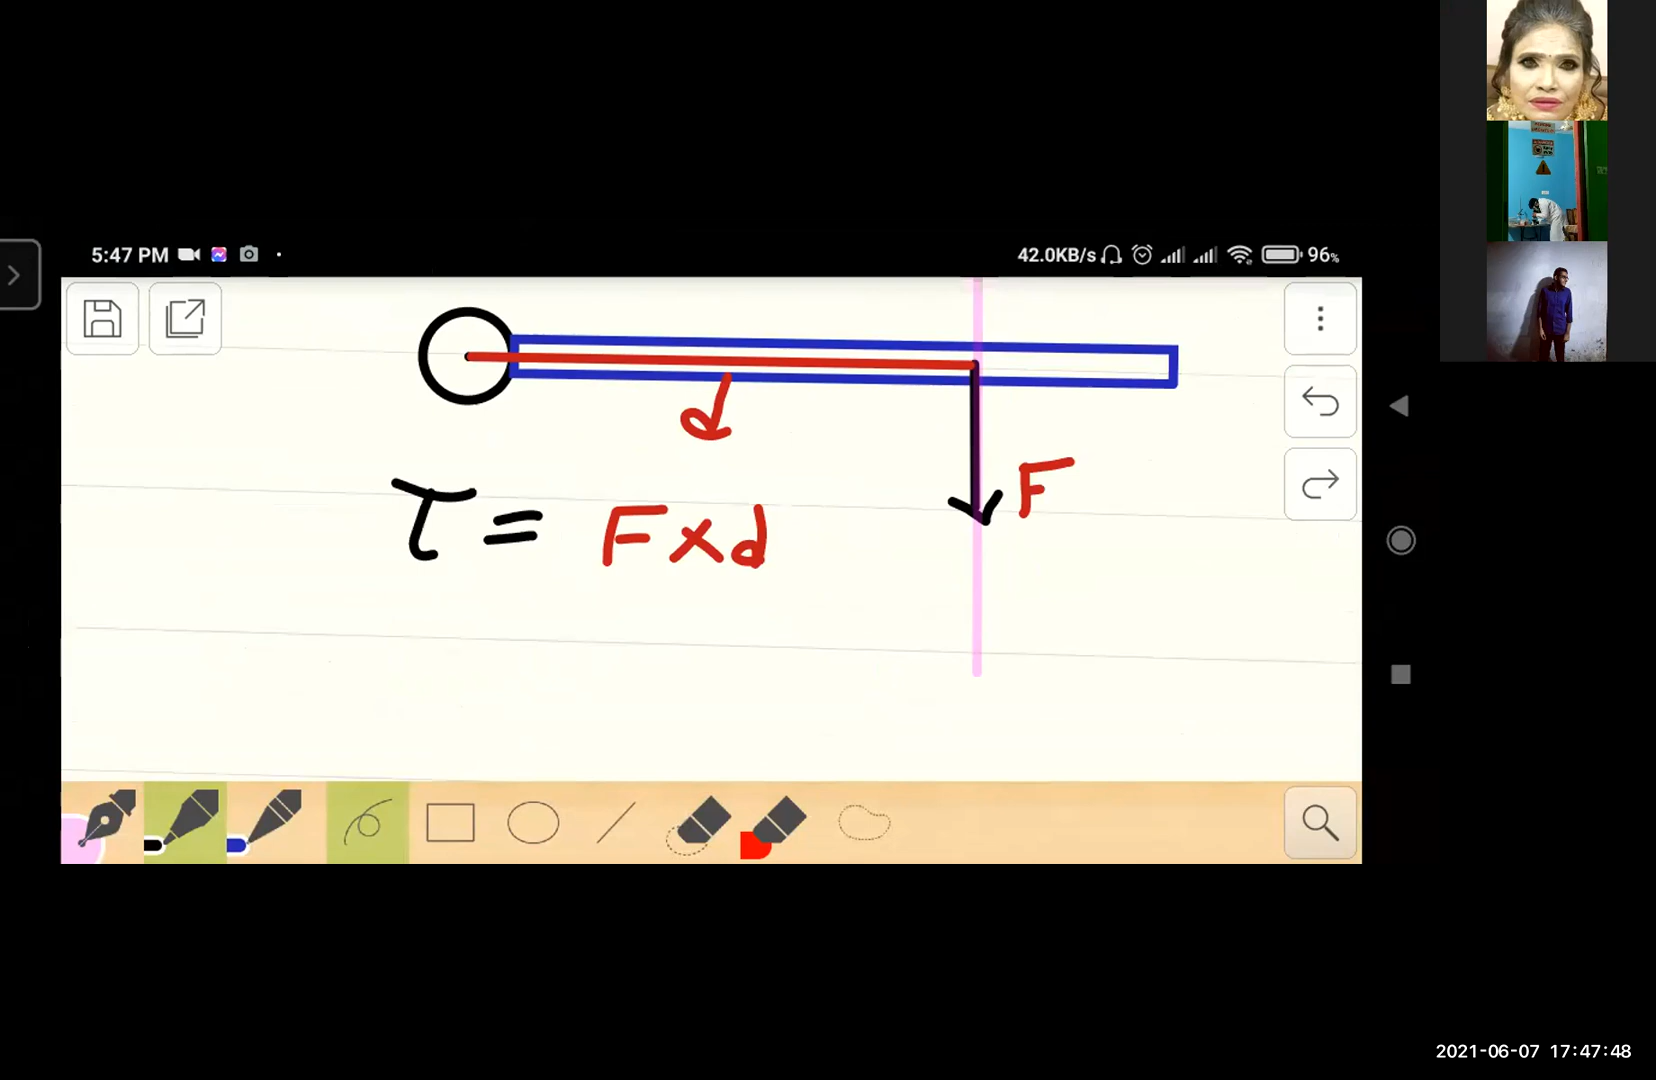 5:47 PM
42.0KB/s 96%
d
F
τ = F x d
2021-06-07 17:47:48